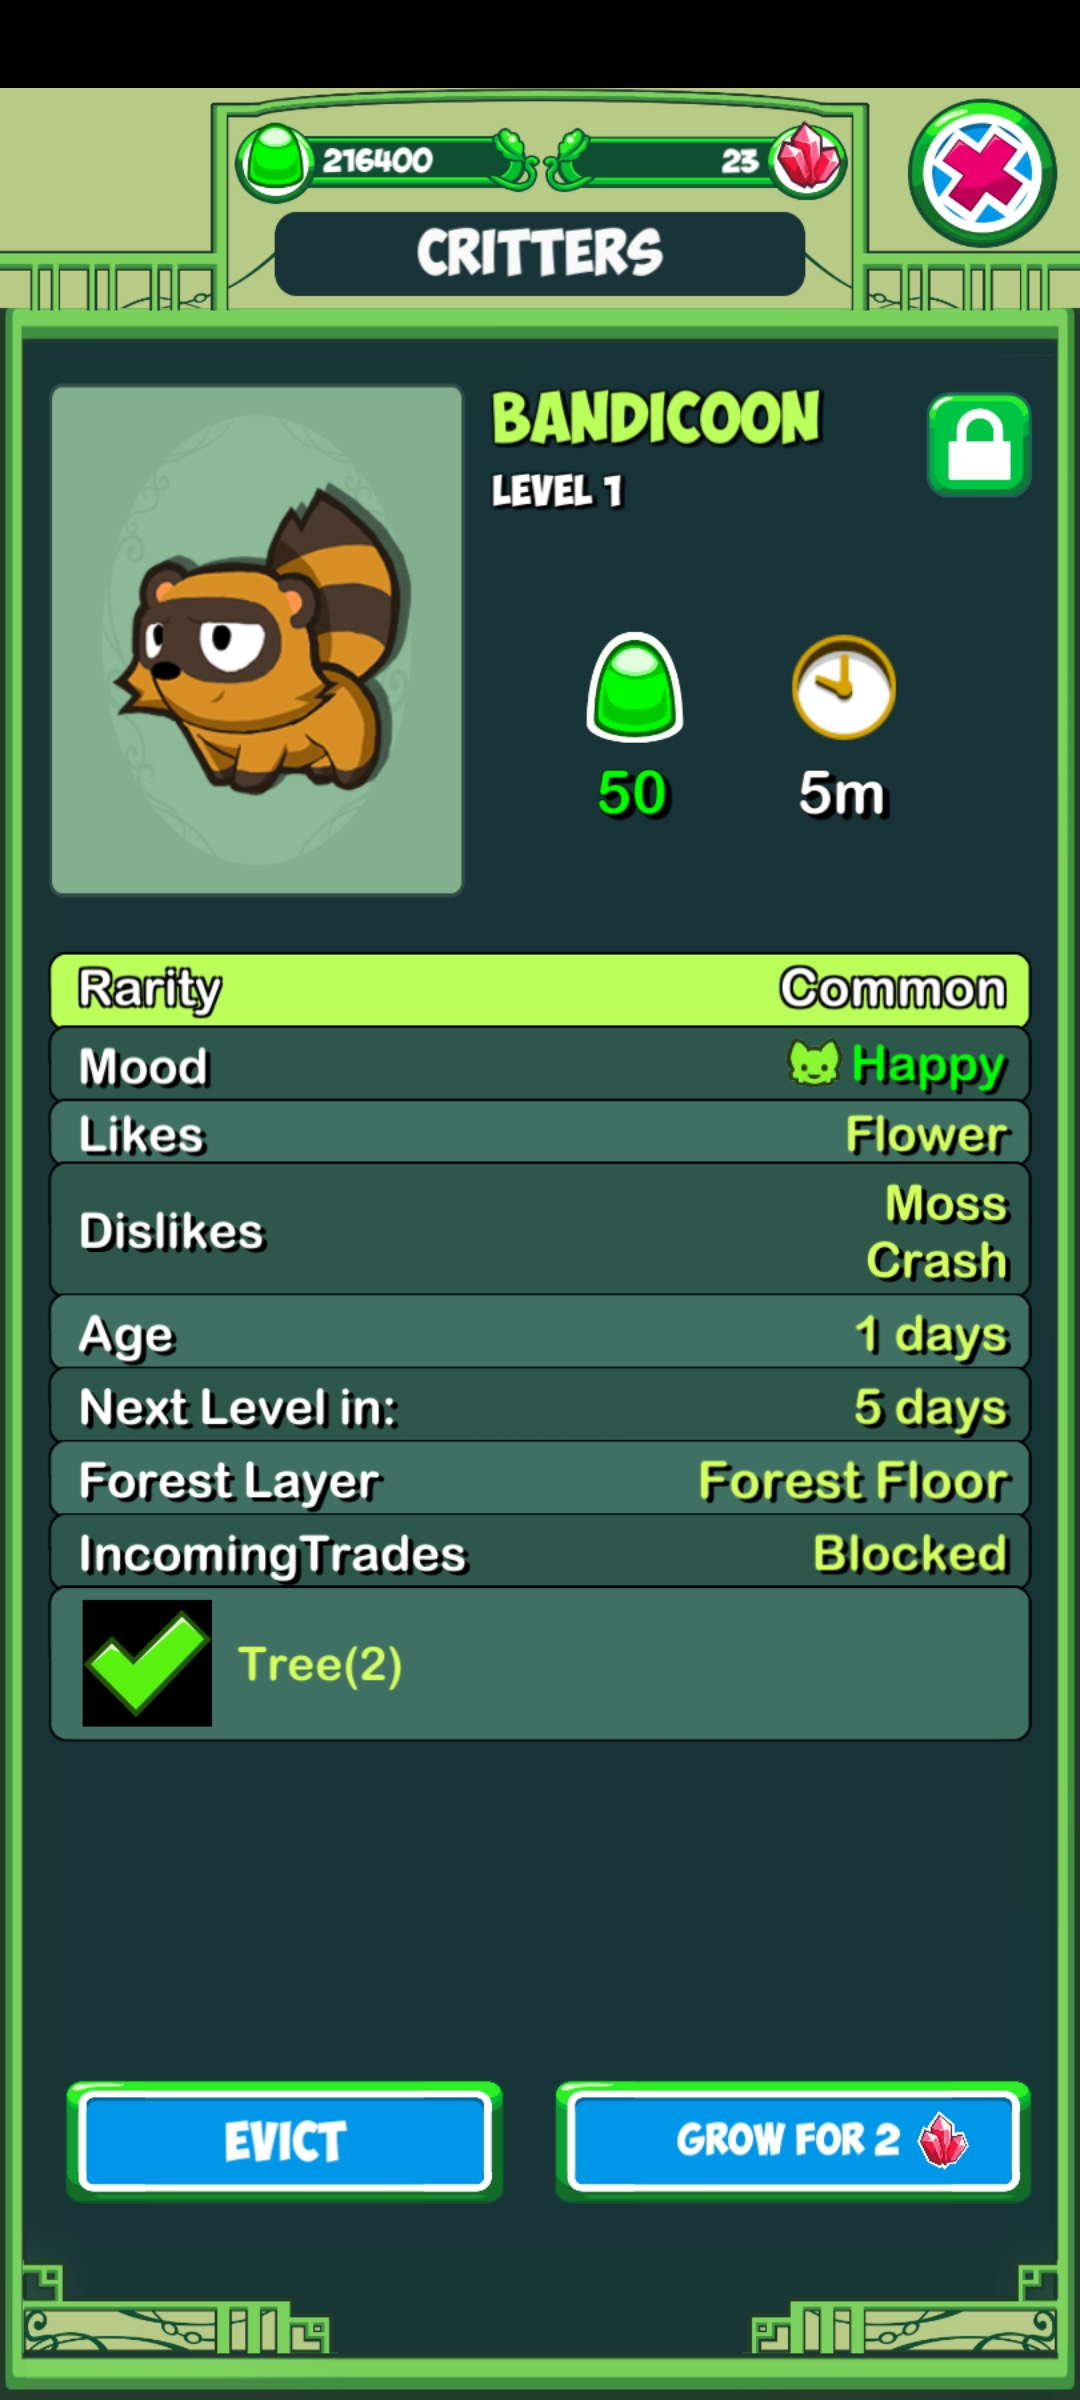 216400
23
CRITTERS
BANDICOON
LEVEL 1
50
5m
Rarity Common
Mood Happy
Likes Flower
Dislikes Moss
Crash
Age 1 days
Next Level in: 5 days
Forest Layer Forest Floor
IncomingTrades Blocked
Tree(2)
EVICT
GROW FOR 2